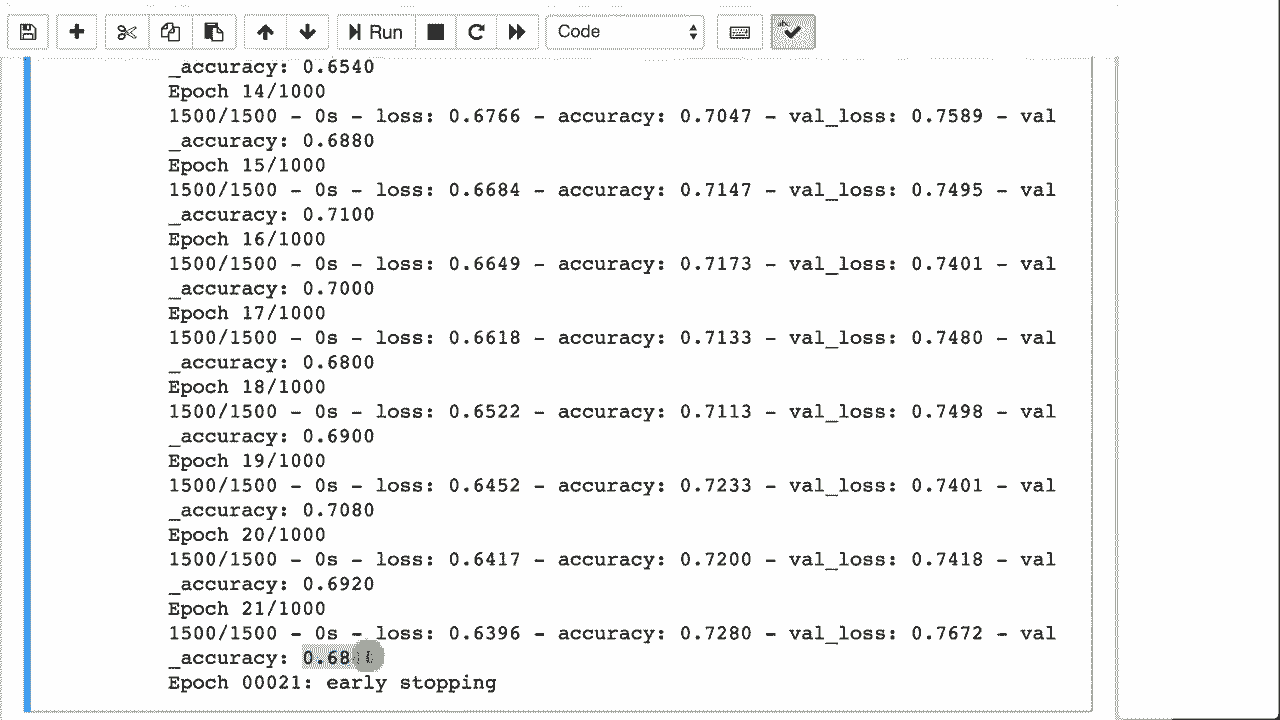 Run
Code
_accuracy: 0.6540
Epoch 14/1000
1500/1500 - 0s - loss: 0.6766 - accuracy: 0.7047 - val_loss: 0.7589 - val
_accuracy: 0.6880
Epoch 15/1000
1500/1500 - 0s - loss: 0.6684 - accuracy: 0.7147 - val_loss: 0.7495 - val
_accuracy: 0.7100
Epoch 16/1000
1500/1500 - 0s - loss: 0.6649 - accuracy: 0.7173 - val_loss: 0.7401 - val
_accuracy: 0.7000
Epoch 17/1000
1500/1500 - 0s - loss: 0.6618 - accuracy: 0.7133 - val_loss: 0.7480 - val
_accuracy: 0.6800
Epoch 18/1000
1500/1500 - 0s - loss: 0.6522 - accuracy: 0.7113 - val_loss: 0.7498 - val
_accuracy: 0.6900
Epoch 19/1000
1500/1500 - 0s - loss: 0.6452 - accuracy: 0.7233 - val_loss: 0.7401 - val
_accuracy: 0.7080
Epoch 20/1000
1500/1500 - 0s - loss: 0.6417 - accuracy: 0.7200 - val_loss: 0.7418 - val
_accuracy: 0.6920
Epoch 21/1000
1500/1500 - 0s - loss: 0.6396 - accuracy: 0.7280 - val_loss: 0.7672 - val
_accuracy:
Epoch 00021: early stopping